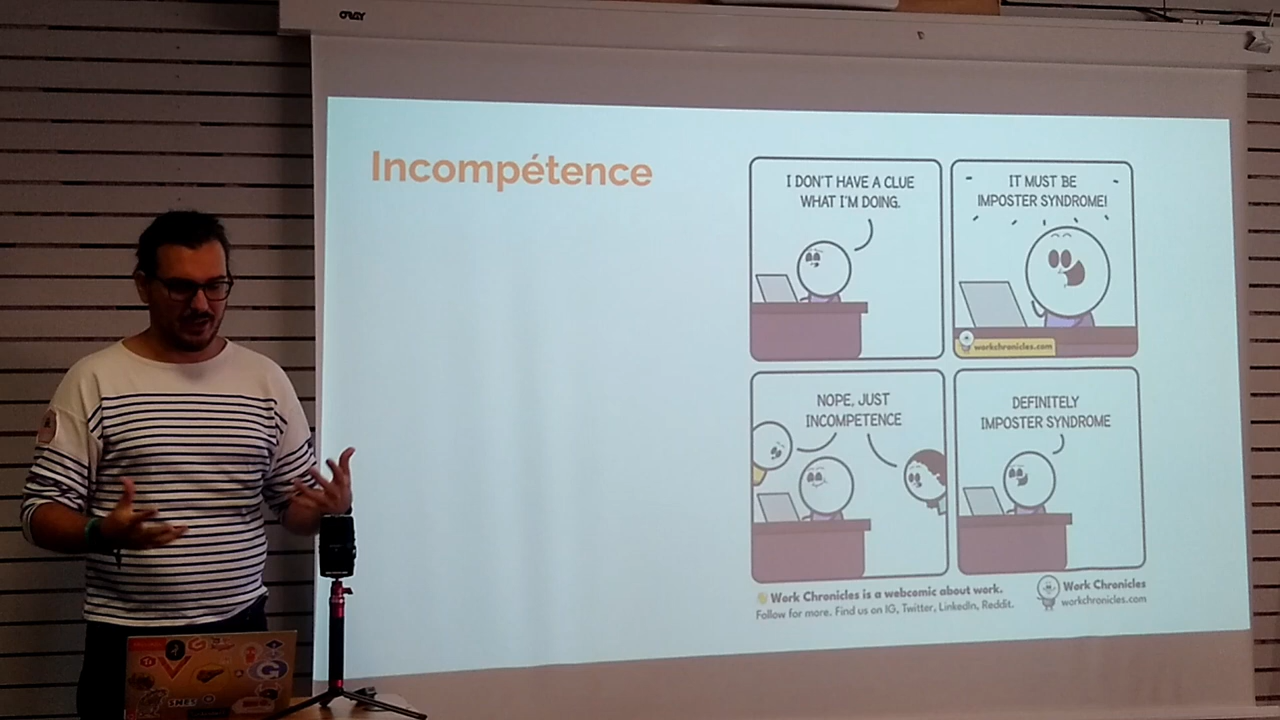 ORAY
Incompétence
I DON'T HAVE A CLUE
WHAT I'M DOING.
IT MUST BE
IMPOSTER SYNDROME!
workchronicles.com
NOPE, JUST
INCOMPETENCE
DEFINITELY
IMPOSTER SYNDROME
Work Chronicles is a webcomic about work.
Follow for more. Find us on IG, Twitter, LinkedIn, Reddit.
Work Chronicles
workchronicles.com
SNES